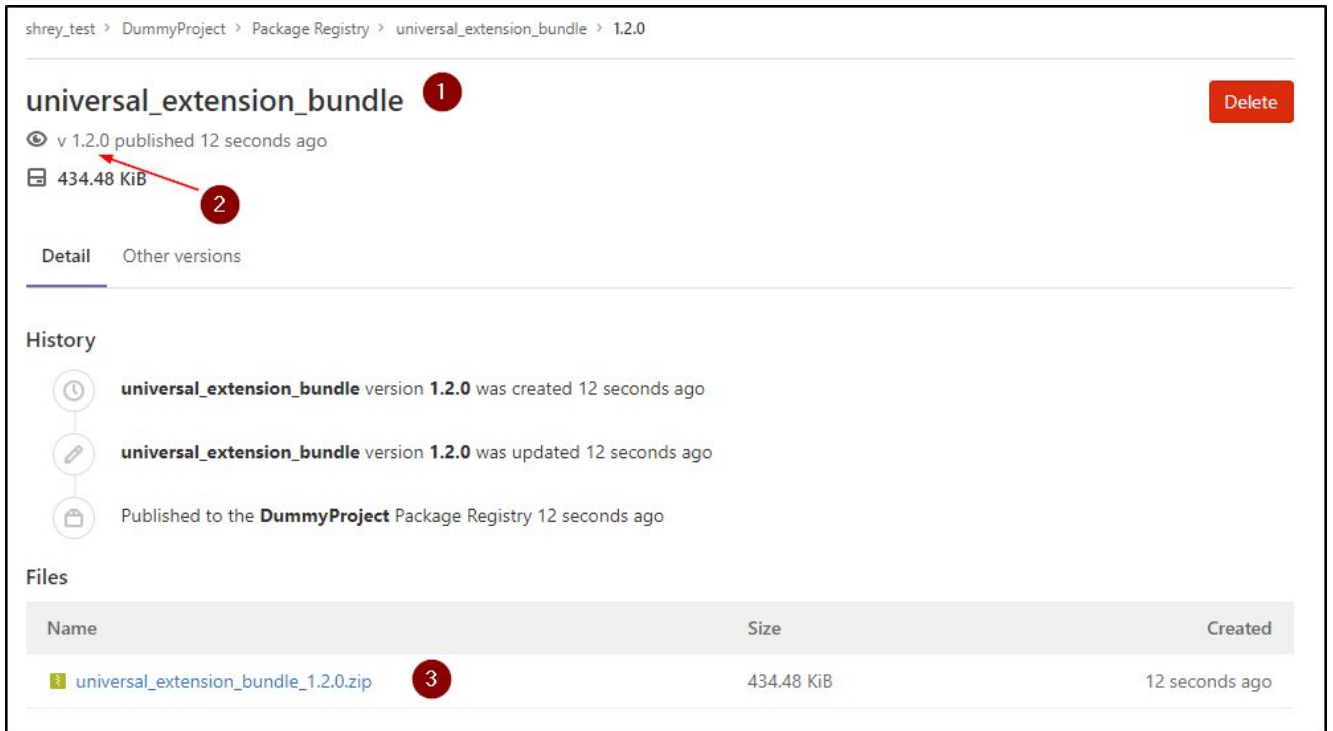 shrey_test > DummyProject > Package Registry > universal_extension_bundle > 1.2.0
universal_extension_bundle 1
Delete
v 1.2.0 published 12 seconds ago
434.48 KiB
2
Detail Other versions
History
universal_extension_bundle version 1.2.0 was created 12 seconds ago
universal_extension_bundle version 1.2.0 was updated 12 seconds ago
Published to the DummyProject Package Registry 12 seconds ago
Files
Name Size Created
universal_extension_bundle_1.2.0.zip 3 434.48 KiB 12 seconds ago